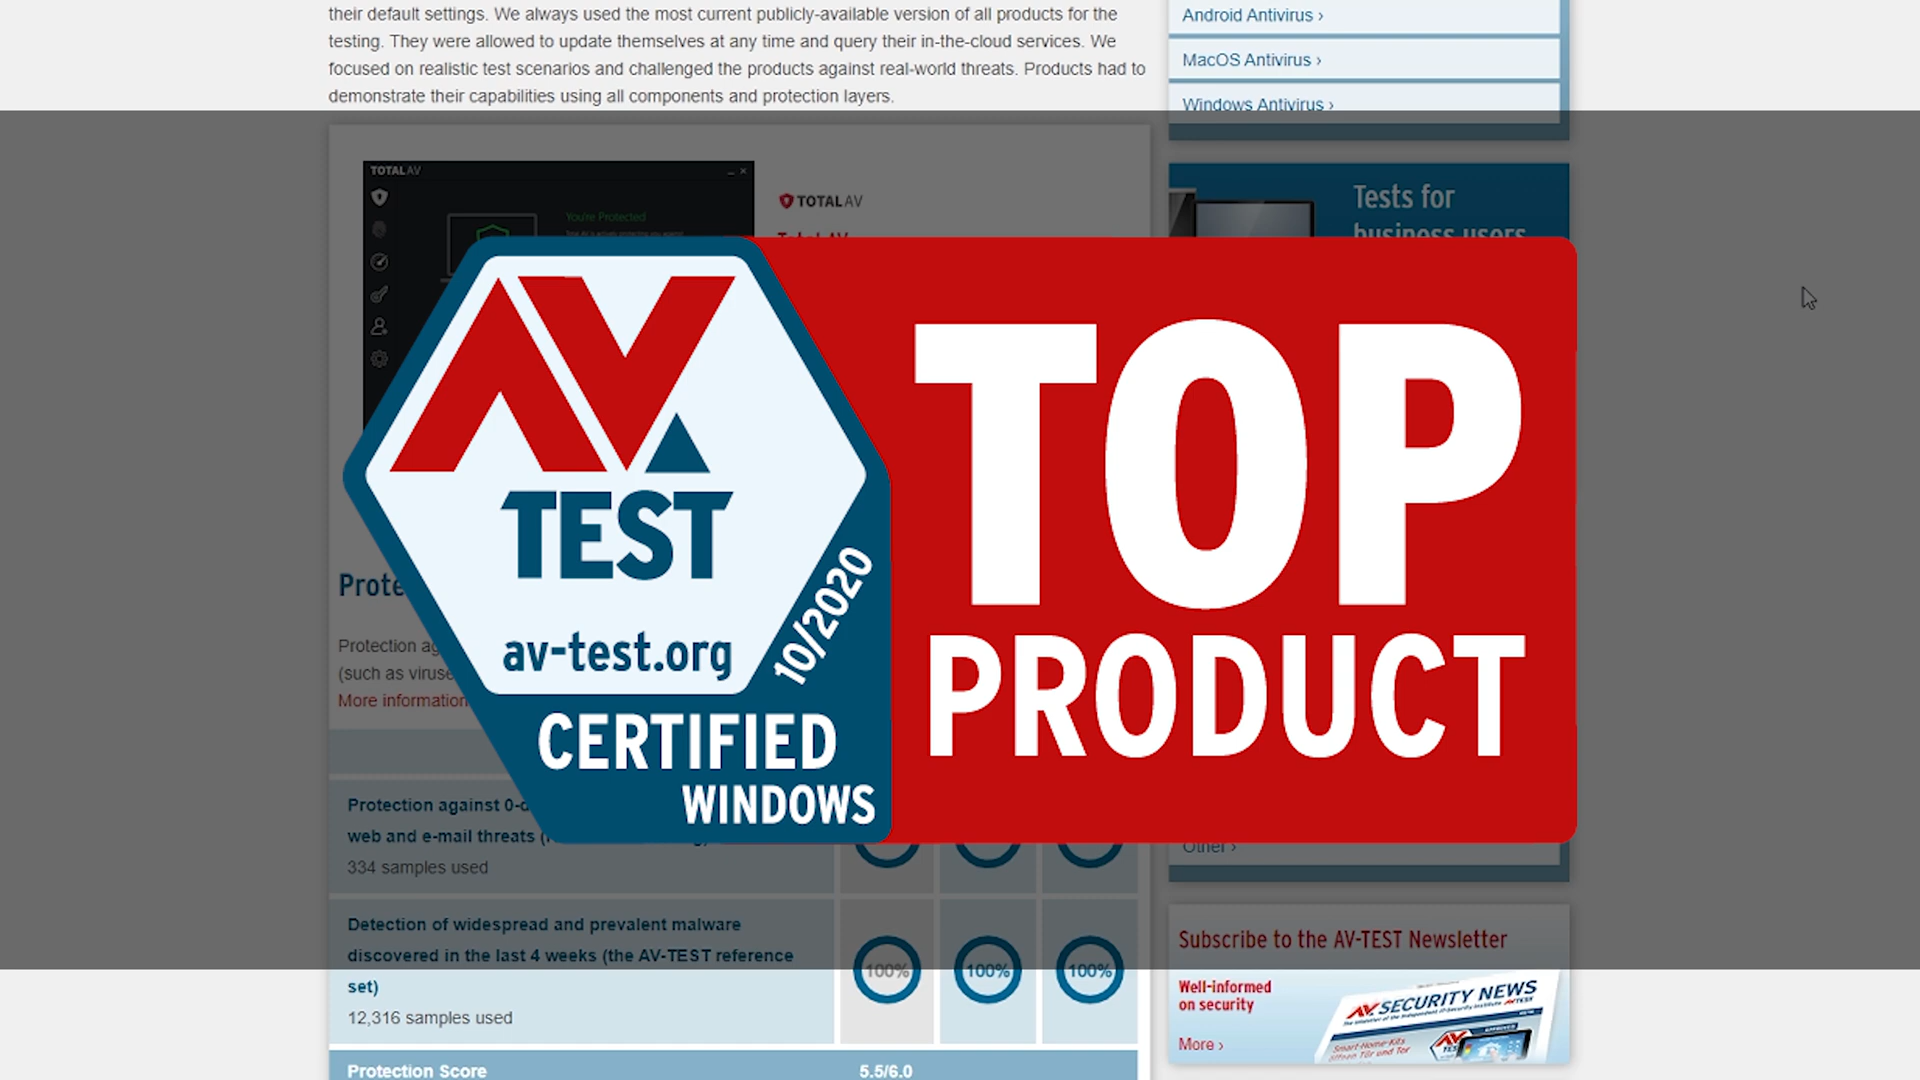 their default settings. We always used the most current publicly-available version of all products for the
testing. They were allowed to update themselves at any time and query their in-the-cloud services. We
focused on realistic test scenarios and challenged the products against real-world threats. Products had to
demonstrate their capabilities using all components and protection layers.
Android Antivirus ›
MacOS Antivirus ›
Windows Antivirus ›
TOTALAV
You're Protected
TOTALAV
Tests for
business users
AV
TEST
av-test.org
10/2020
CERTIFIED
WINDOWS
TOP
PRODUCT
Protection
(such as
More information
Protection against
web and e-mail threats
334 samples used
Other ›
Detection of widespread and prevalent malware
discovered in the last 4 weeks (the AV-TEST reference
set)
12,316 samples used
100% 100% 100%
Protection Score 5.5/6.0
Subscribe to the AV-TEST Newsletter
Well-informed
on security
More ›
AV SECURITY NEWS